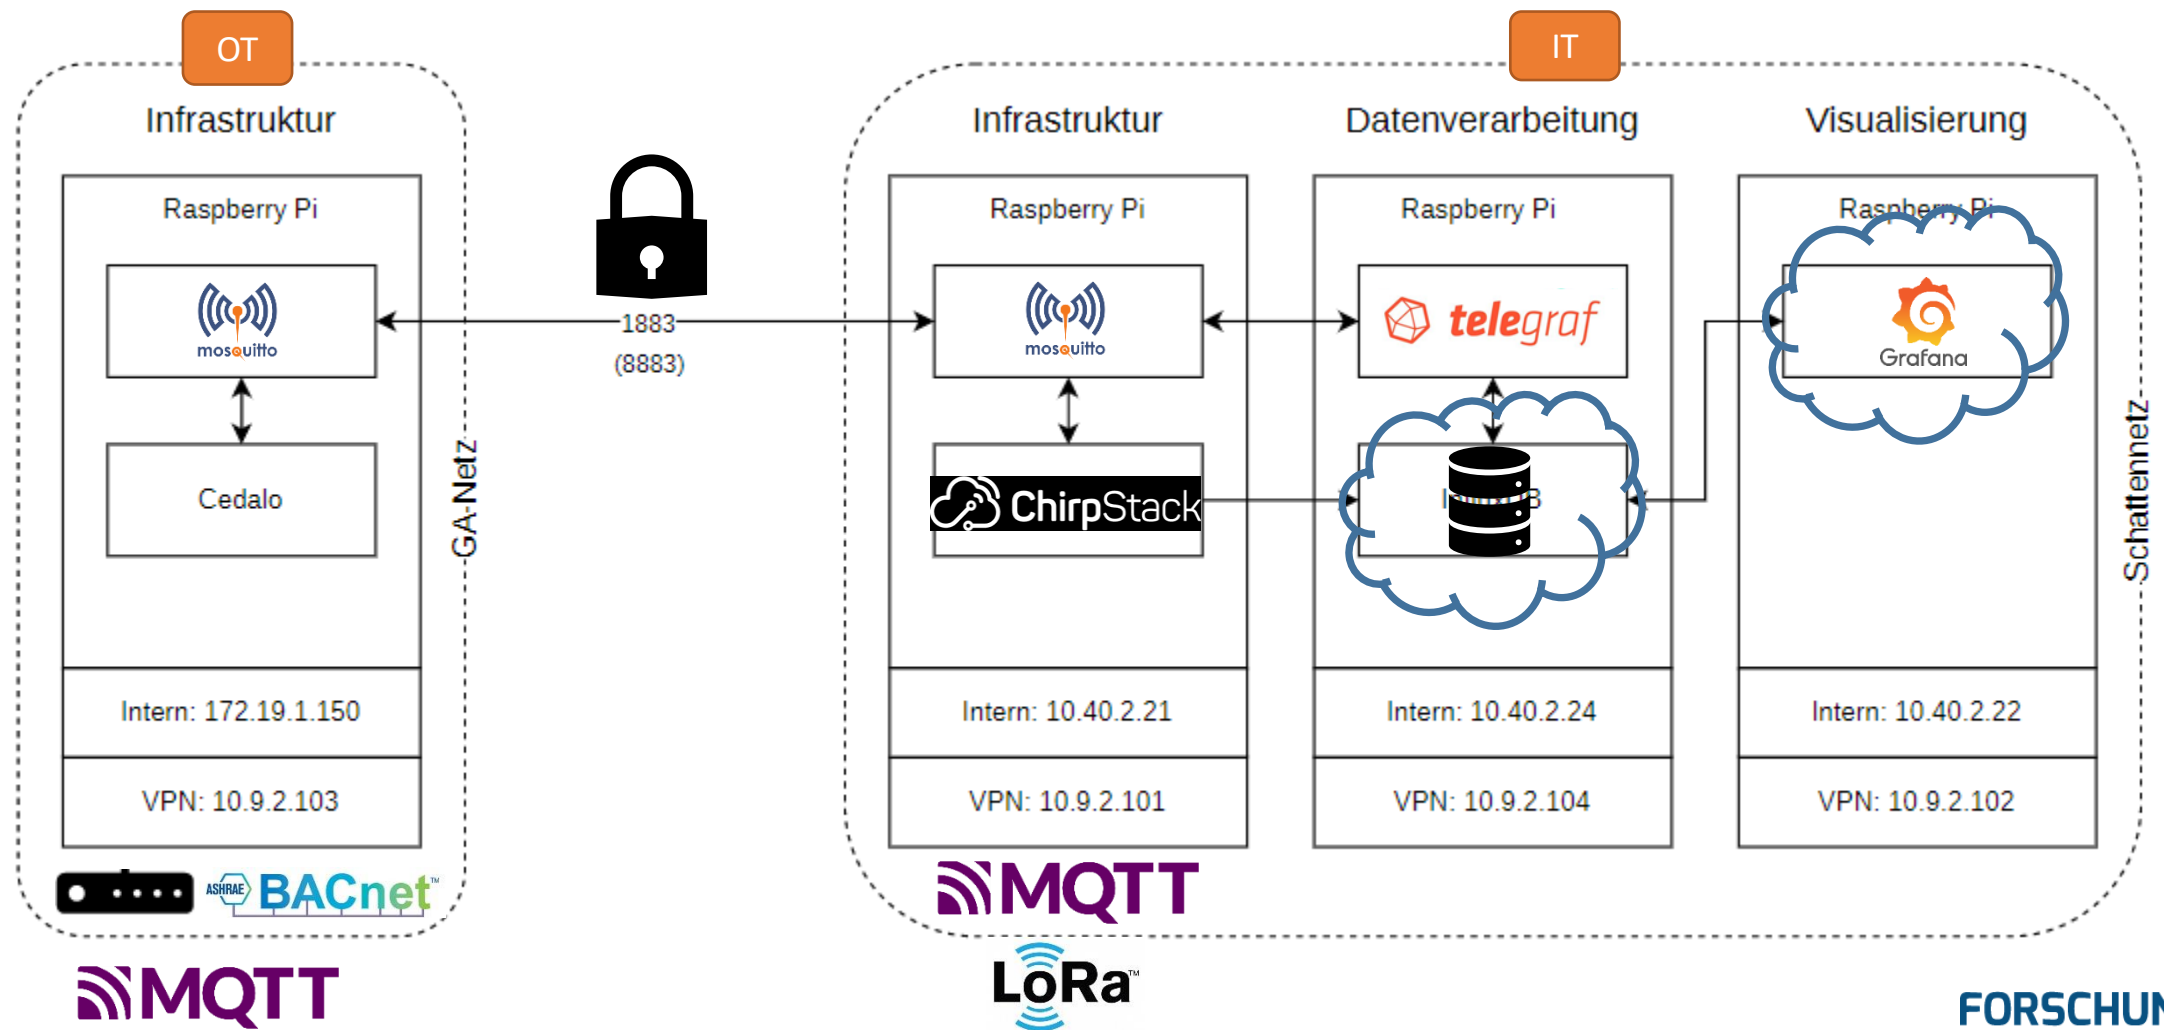 OT
IT
Infrastruktur
Infrastruktur
Datenverarbeitung
Visualisierung
Raspberry Pi
Raspberry Pi
Raspberry Pi
Raspberry Pi
mosquitto
1883
(8883)
mosquitto
telegraf
Grafana
Cedalo
GA-Netz
ChirpStack
Schattennetz
Intern: 172.19.1.150
Intern: 10.40.2.21
Intern: 10.40.2.24
Intern: 10.40.2.22
VPN: 10.9.2.103
VPN: 10.9.2.101
VPN: 10.9.2.104
VPN: 10.9.2.102
ASHRAE BACnet™
MQTT
MQTT
LoRa™